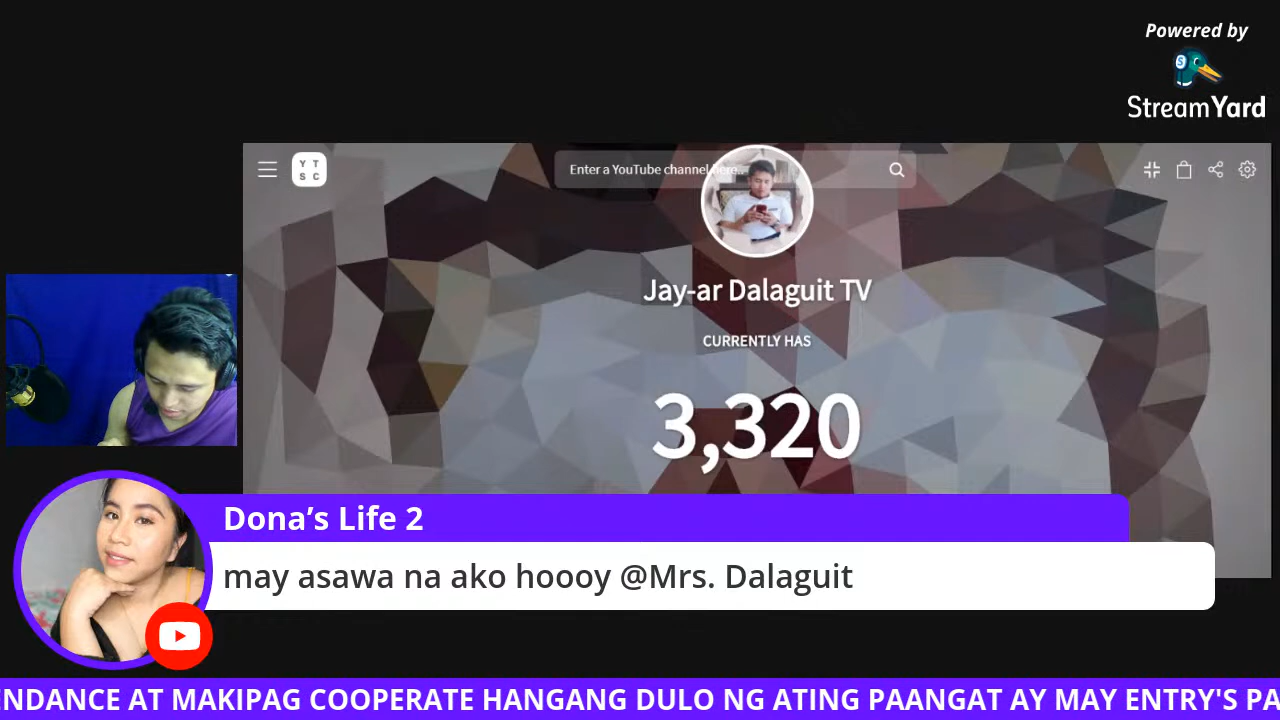 Powered by
StreamYard
Y T
S C
Enter a YouTube channel here...
Jay-ar Dalaguit TV
CURRENTLY HAS
3,320
Dona’s Life 2
may asawa na ako hoooy @Mrs. Dalaguit
ENDANCE AT MAKIPAG COOPERATE HANGANG DULO NG ATING PAANGAT AY MAY ENTRY'S PA